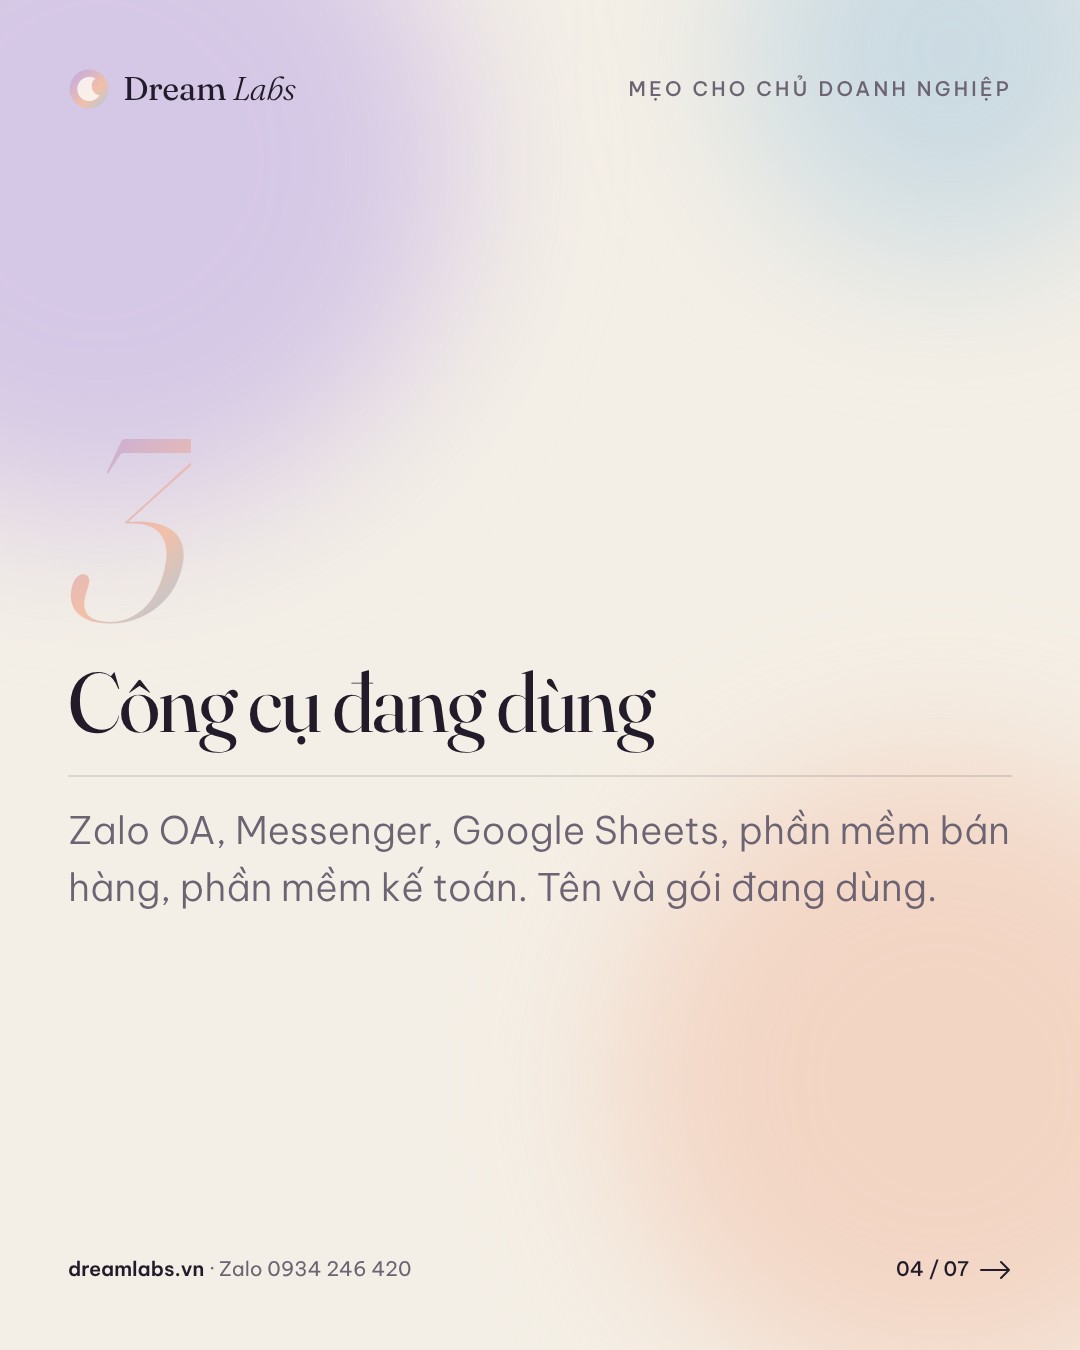 Dream Labs
MẸO CHO CHỦ DOANH NGHIỆP
3
Công cụ đang dùng
Zalo OA, Messenger, Google Sheets, phần mềm bán
hàng, phần mềm kế toán. Tên và gói đang dùng.
dreamlabs.vn · Zalo 0934 246 420
04 / 07 →